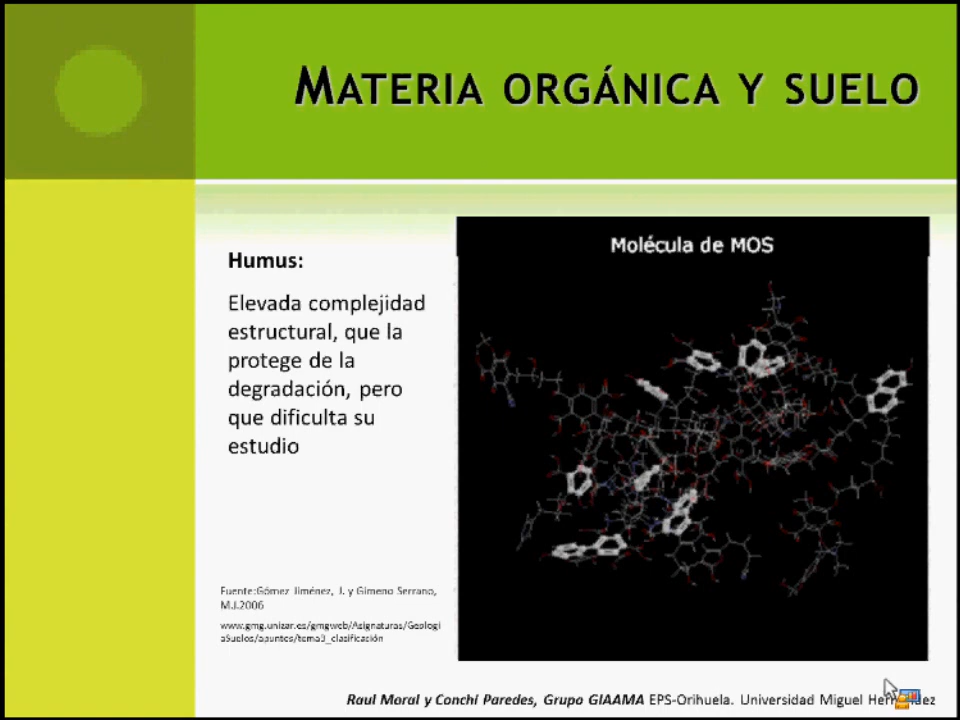 MATERIA ORGÁNICA Y SUELO
Molécula de MOS
Humus:
Elevada complejidad
estructural, que la
protege de la
degradación, pero
que dificulta su
estudio
Fuente:Gómez Jiménez, J. y Gimeno Serrano,
M.J.2006
www.gmg.unizar.es/gmgweb/Asignaturas/Geologi
aSuelos/apuntes/tema3_clasificación
Raul Moral y Conchi Paredes, Grupo GIAAMA EPS-Orihuela. Universidad Miguel Hernández